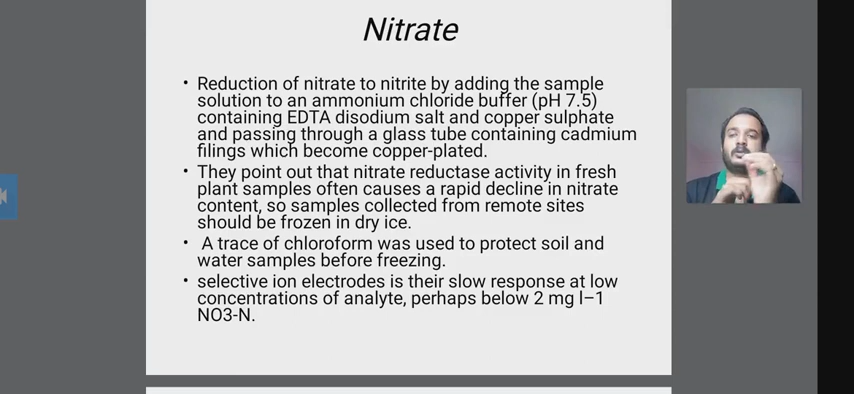 Nitrate
• Reduction of nitrate to nitrite by adding the sample
solution to an ammonium chloride buffer (pH 7.5)
containing EDTA disodium salt and copper sulphate
and passing through a glass tube containing cadmium
filings which become copper-plated.
• They point out that nitrate reductase activity in fresh
plant samples often causes a rapid decline in nitrate
content, so samples collected from remote sites
should be frozen in dry ice.
• A trace of chloroform was used to protect soil and
water samples before freezing.
• selective ion electrodes is their slow response at low
concentrations of analyte, perhaps below 2 mg l–1
NO3-N.